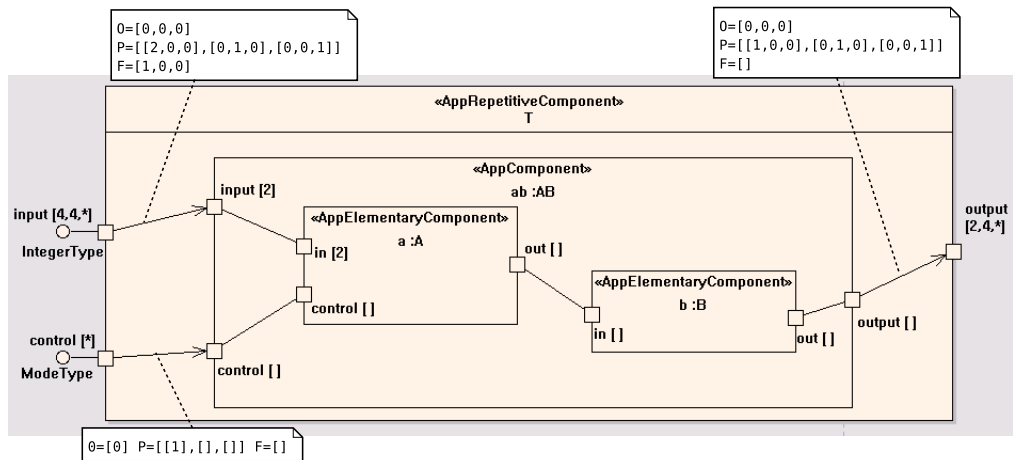 O=[0,0,0]
P=[[2,0,0],[0,1,0],[0,0,1]]
F=[1,0,0]
O=[0,0,0]
P=[[1,0,0],[0,1,0],[0,0,1]]
F=[]
«AppRepetitiveComponent»
T
«AppComponent»
ab :AB
input [2]
input [4,4,*]
IntegerType
«AppElementaryComponent»
a :A
in [2]
control [ ]
out [ ]
output
[2,4,*]
«AppElementaryComponent»
b :B
in [ ]
out [ ]
output [ ]
control [*]
ModeType
control [ ]
0=[0] P=[[1],[],[]] F=[]